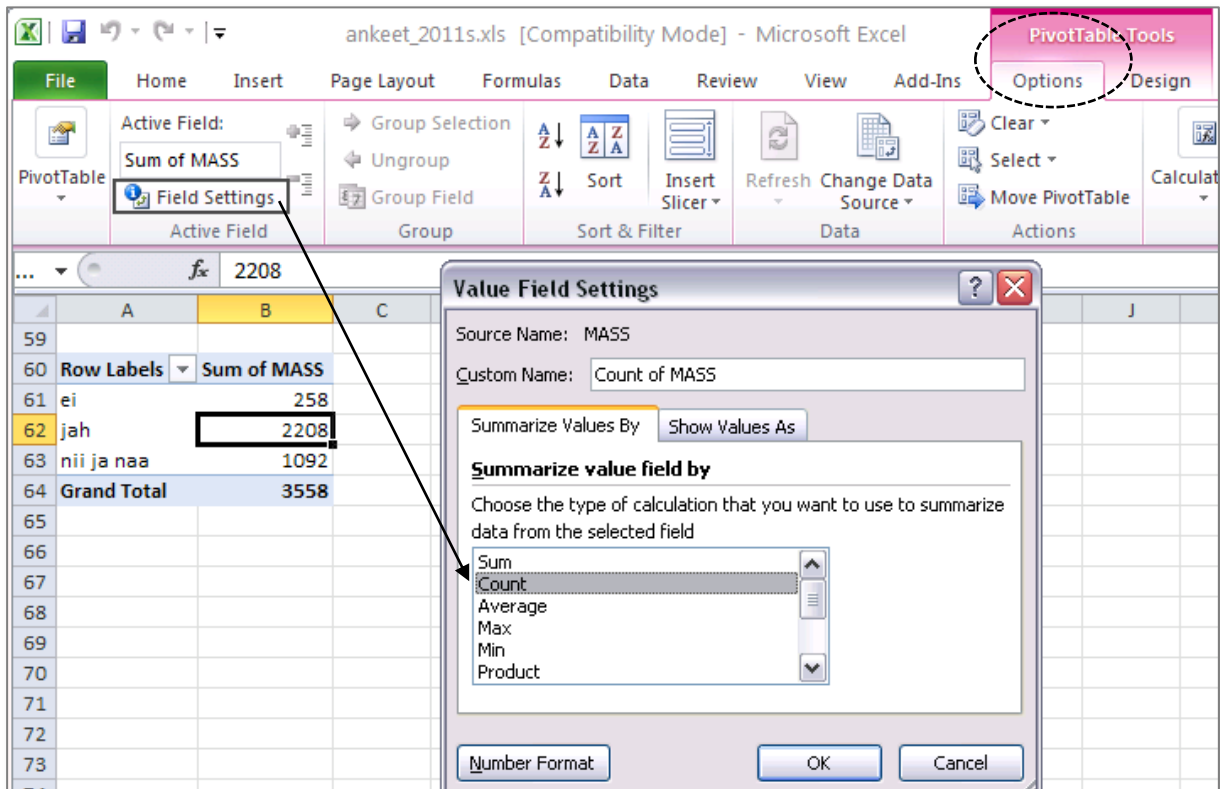 ankeet_2011s.xls [Compatibility Mode] - Microsoft Excel
PivotTable Tools
File Home Insert Page Layout Formulas Data Review View Add-Ins Options Design
PivotTable
Active Field:
Sum of MASS
Field Settings
Active Field
Group Selection
Ungroup
Group Field
Group
Sort
Insert
Slicer
Sort & Filter
Refresh
Change Data
Source
Data
Clear
Select
Move PivotTable
Actions
Calculat
... fx 2208
A B C J
59
60 Row Labels Sum of MASS
61 ei 258
62 jah 2208
63 nii ja naa 1092
64 Grand Total 3558
65
66
67
68
69
70
71
72
73
Value Field Settings
Source Name: MASS
Custom Name: Count of MASS
Summarize Values By Show Values As
Summarize value field by
Choose the type of calculation that you want to use to summarize
data from the selected field
Sum
Count
Average
Max
Min
Product
Number Format OK Cancel